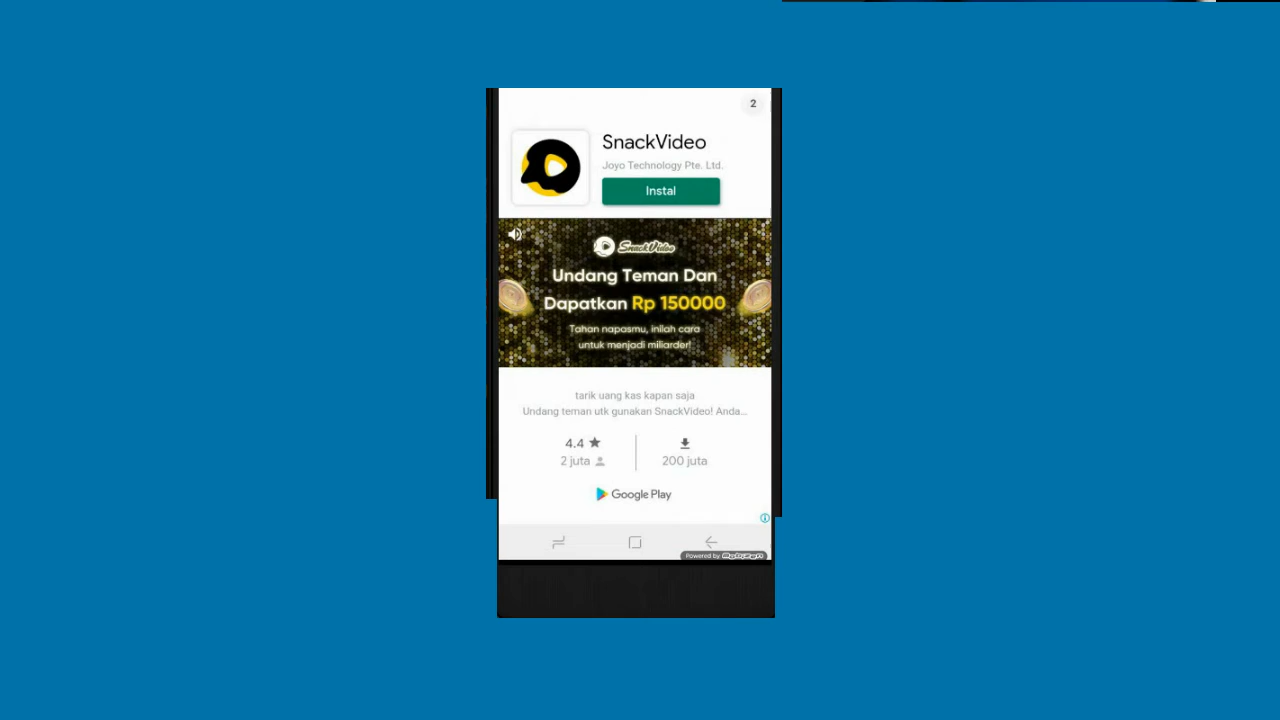 2
SnackVideo
Joyo Technology Pte. Ltd.
Instal
SnackVideo
Undang Teman Dan
Dapatkan Rp 150000
Tahan napasmu, inilah cara
untuk menjadi miliarder!
tarik uang kas kapan saja
Undang teman utk gunakan SnackVideo! Anda...
4.4
2 juta
200 juta
Google Play
Powered by Mobizen